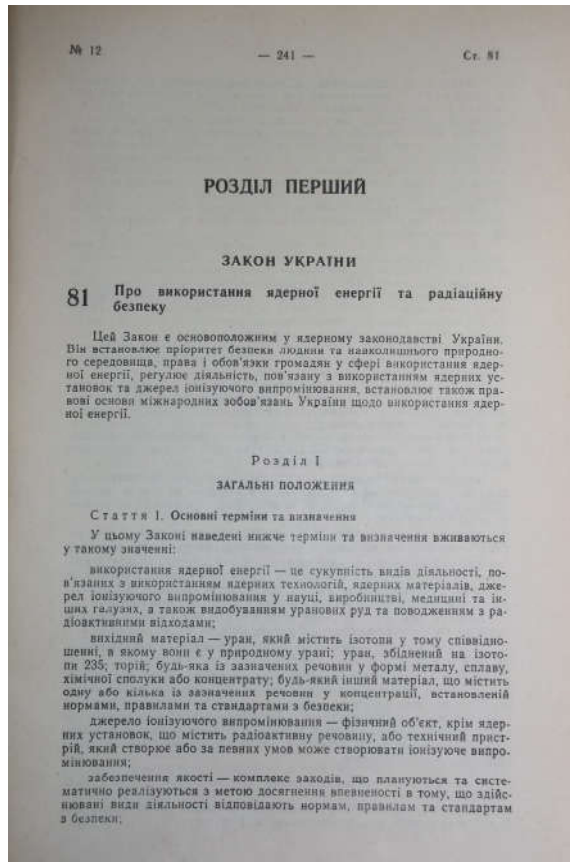 № 12
— 241 —
Ст. 81
РОЗДІЛ ПЕРШИЙ
ЗАКОН УКРАЇНИ
81 Про використання ядерної енергії та радіаційну
безпеку
Цей Закон є основоположним у ядерному законодавстві України.
Він встановлює пріоритет безпеки людини та навколишнього природно-
го середовища, права і обов'язки громадян у сфері використання ядер-
ної енергії, регулює діяльність, пов'язану з використанням ядерних ус-
тановок та джерел іонізуючого випромінювання, встановлює також пра-
вові основи міжнародних зобов'язань України щодо використання ядер-
ної енергії.
Розділ I
ЗАГАЛЬНІ ПОЛОЖЕННЯ
Стаття 1. Основні терміни та визначення
У цьому Законі наведені нижче терміни та визначення вживаються
у такому значенні:
використання ядерної енергії — це сукупність видів діяльності, по-
в'язаних з використанням ядерних технологій, ядерних матеріалів, дже-
рел іонізуючого випромінювання у науці, виробництві, медицині та ін-
ших галузях, а також видобуванням уранових руд та поводженням з ра-
діоактивними відходами;
вихідний матеріал — уран, який містить ізотопи у тому співвідно-
шенні, в якому вони є у природному урані; уран, збіднений на ізото-
пи 235; торій; будь-яка із зазначених речовин у формі металу, сплаву,
хімічної сполуки або концентрату; будь-який інший матеріал, що містить
одну або кілька із зазначених речовин у концентрації, встановленій
нормами, правилами та стандартами з безпеки;
джерело іонізуючого випромінювання — фізичний об'єкт, крім ядер-
них установок, що містить радіоактивну речовину, або технічний прист-
рій, який створює або за певних умов може створювати іонізуюче випро-
мінювання;
забезпечення якості — комплекс заходів, що плануються та систе-
матично реалізуються з метою досягнення впевненості в тому, що здійс-
нювані види діяльності відповідають нормам, правилам та стандартам
з безпеки;